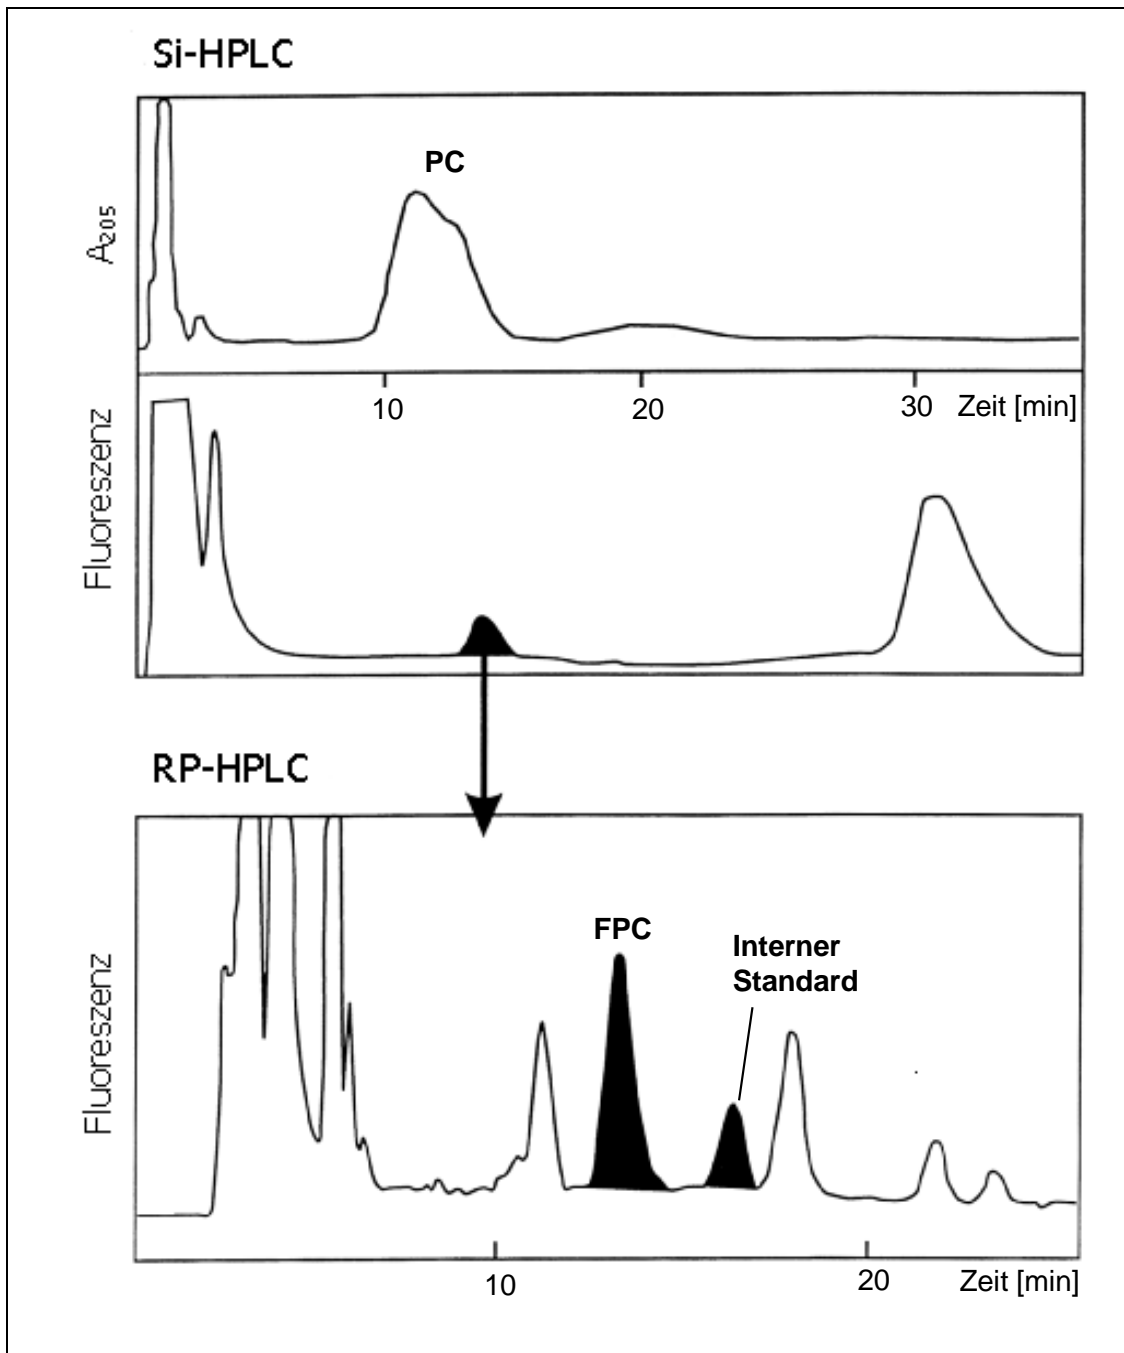 Si-HPLC
PC
A205
10
20
30
Zeit [min]
Fluoreszenz
RP-HPLC
FPC
Interner
Standard
Fluoreszenz
10
20
Zeit [min]